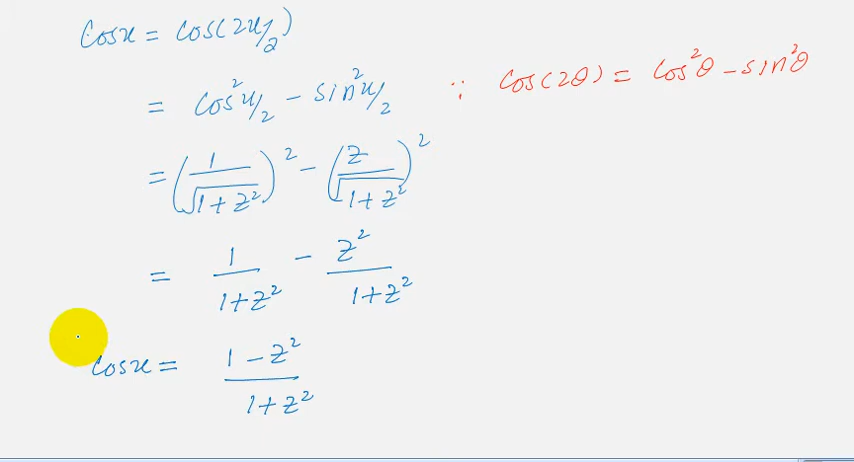 Cosx = Cos(2x/2)
= Cos²x/2 - sin²x/2 ∵ Cos(2θ) = Cos²θ - sin²θ
= (1/√(1+z²))² - (z/√(1+z²))²
= 1/(1+z²) - z²/(1+z²)
Cosx = (1-z²)/(1+z²)